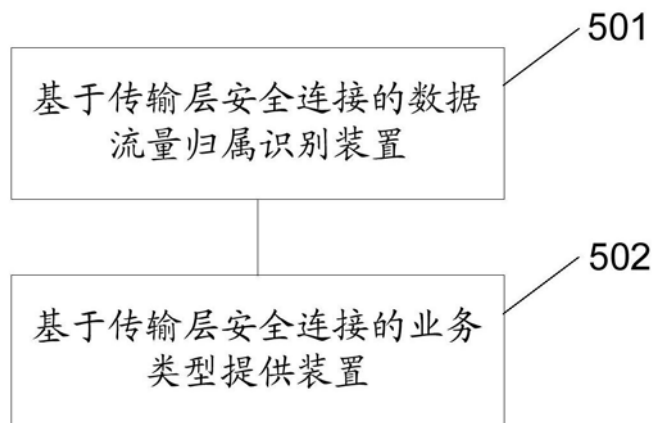 501
基于传输层安全连接的数据
流量归属识别装置
502
基于传输层安全连接的业务
类型提供装置